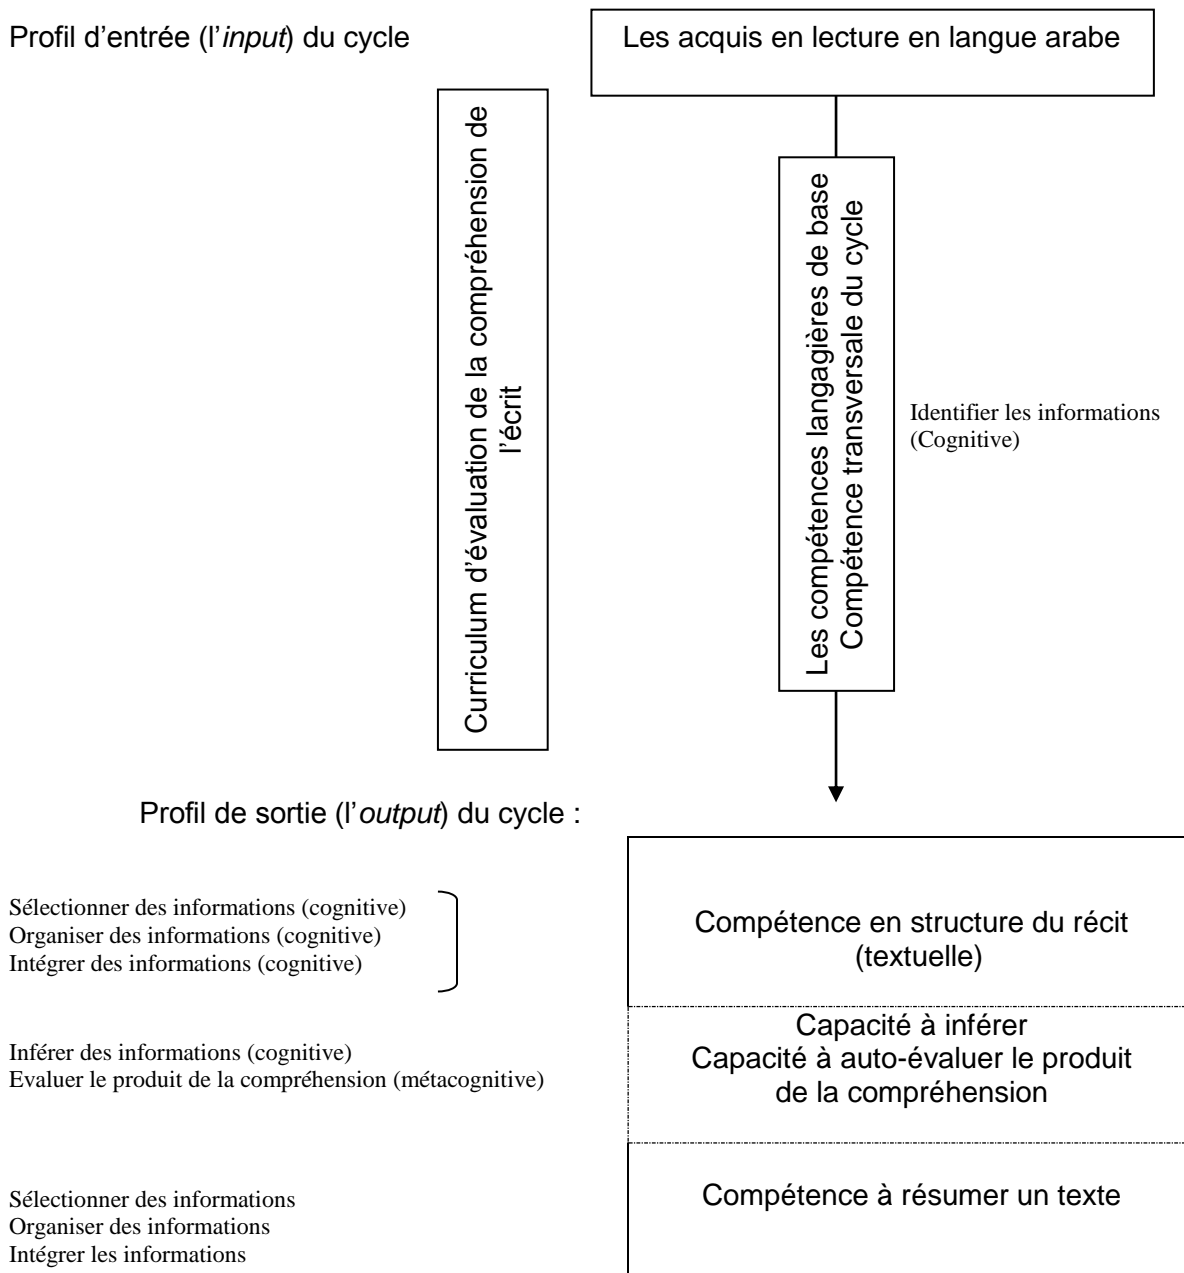 Profil d’entrée (l’input) du cycle
Les acquis en lecture en langue arabe
Curriculum d’évaluation de la compréhension de
l’écrit
Les compétences langagières de base
Compétence transversale du cycle
Identifier les informations
(Cognitive)
Profil de sortie (l’output) du cycle :
Sélectionner des informations (cognitive)
Organiser des informations (cognitive)
Intégrer des informations (cognitive)
Compétence en structure du récit
(textuelle)
Inférer des informations (cognitive)
Evaluer le produit de la compréhension (métacognitive)
Capacité à inférer
Capacité à auto-évaluer le produit
de la compréhension
Sélectionner des informations
Organiser des informations
Intégrer les informations
Compétence à résumer un texte